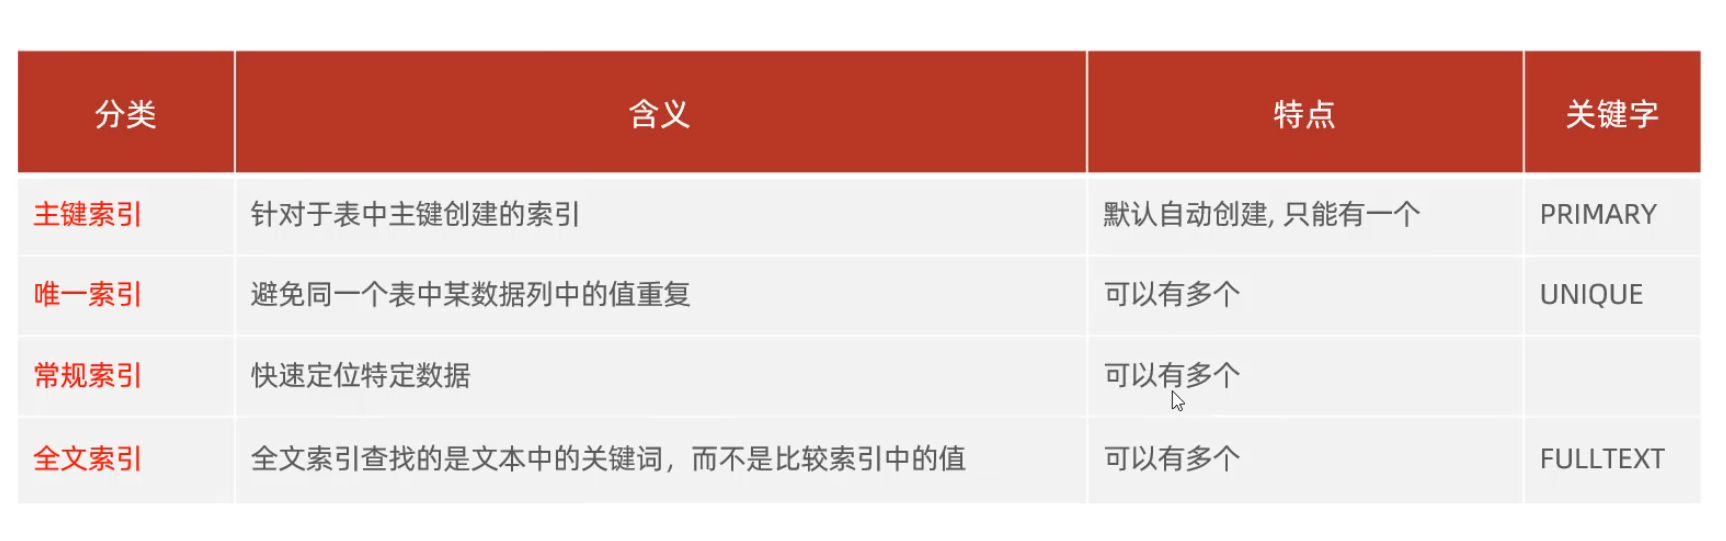 分类 含义 特点 关键字
主键索引 针对于表中主键创建的索引 默认自动创建, 只能有一个 PRIMARY
唯一索引 避免同一个表中某数据列中的值重复 可以有多个 UNIQUE
常规索引 快速定位特定数据 可以有多个
全文索引 全文索引查找的是文本中的关键词，而不是比较索引中的值 可以有多个 FULLTEXT